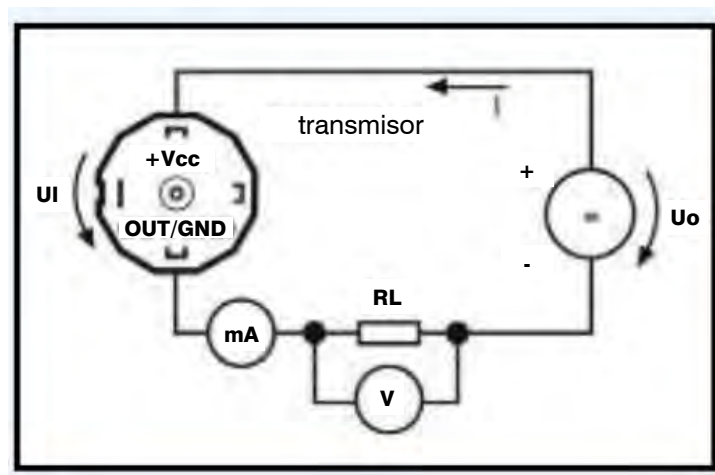 I
transmisor
+Vcc
UI
OUT/GND
+
=
-
Uo
RL
mA
V